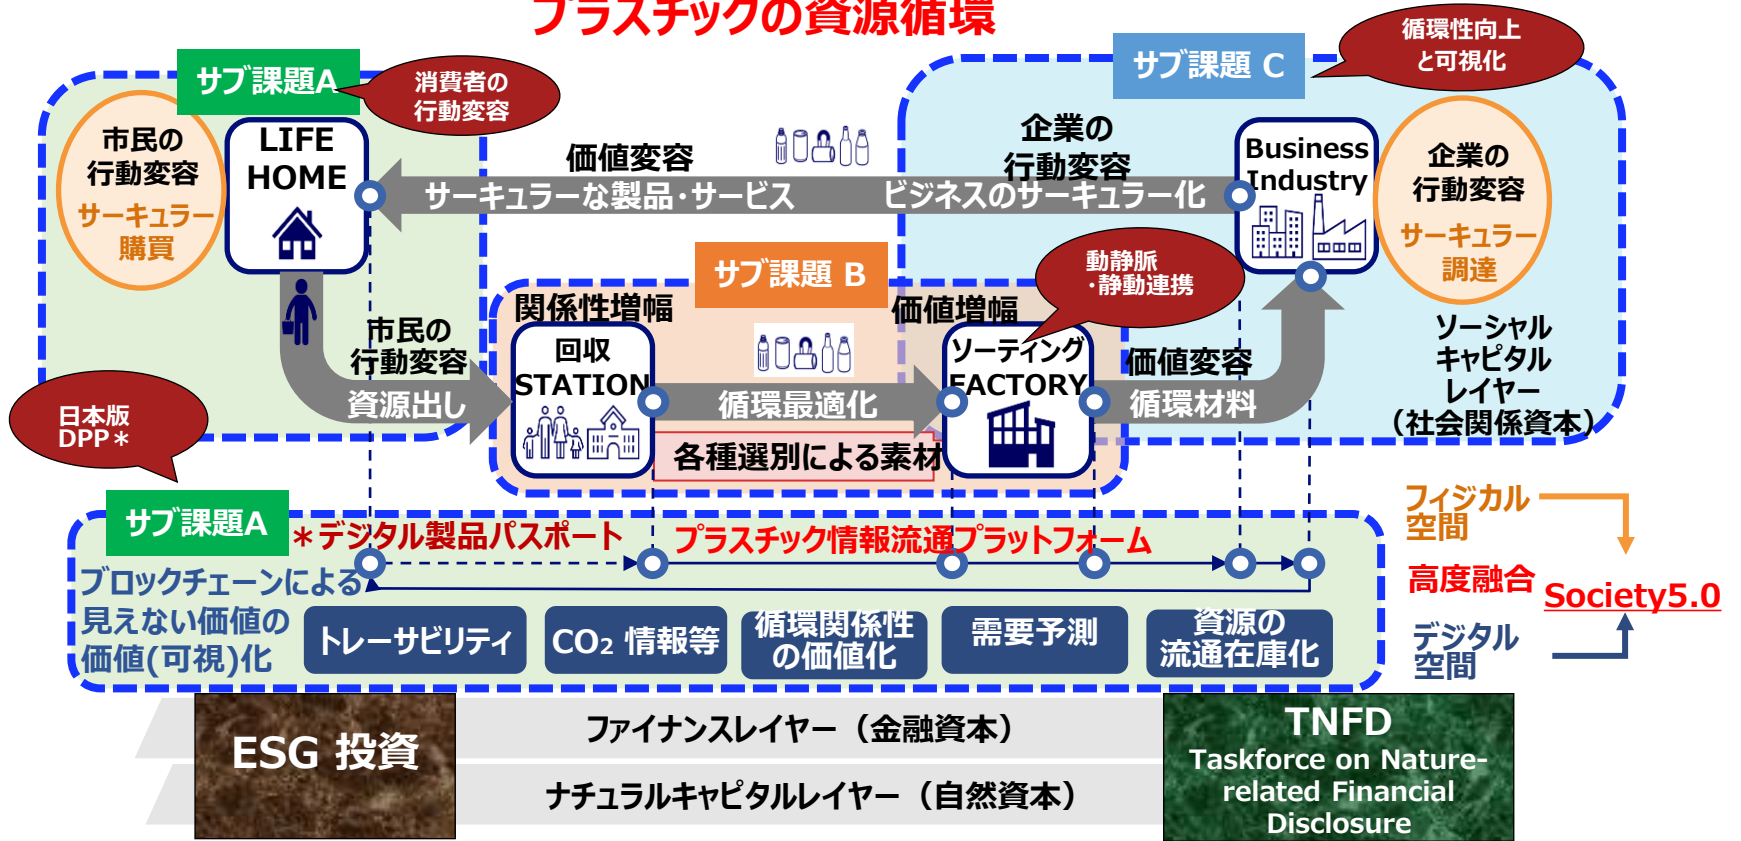 プラスチックの資源循環
サブ課題A
消費者の
行動変容
サブ課題 C
循環性向上
と可視化
市民の
行動変容
サーキュラー
購買
LIFE
HOME
価値変容
サーキュラーな製品・サービス
企業の
行動変容
ビジネスのサーキュラー化
Business
Industry
企業の
行動変容
サーキュラー
調達
サブ課題 B
動静脈
・静動連携
関係性増幅
価値増幅
市民の
行動変容
資源出し
回収
STATION
循環最適化
ソーティング
FACTORY
価値変容
循環材料
ソーシャル
キャピタル
レイヤー
（社会関係資本）
各種選別による素材
日本版
DPP＊
サブ課題A
＊デジタル製品パスポート
プラスチック情報流通プラットフォーム
ブロックチェーンによる
見えない価値の
価値(可視)化
トレーサビリティ
CO₂ 情報等
循環関係性
の価値化
需要予測
資源の
流通在庫化
フィジカル
空間
高度融合
Society5.0
デジタル
空間
ESG 投資
ファイナンスレイヤー（金融資本）
ナチュラルキャピタルレイヤー（自然資本）
TNFD
Taskforce on Nature-
related Financial
Disclosure